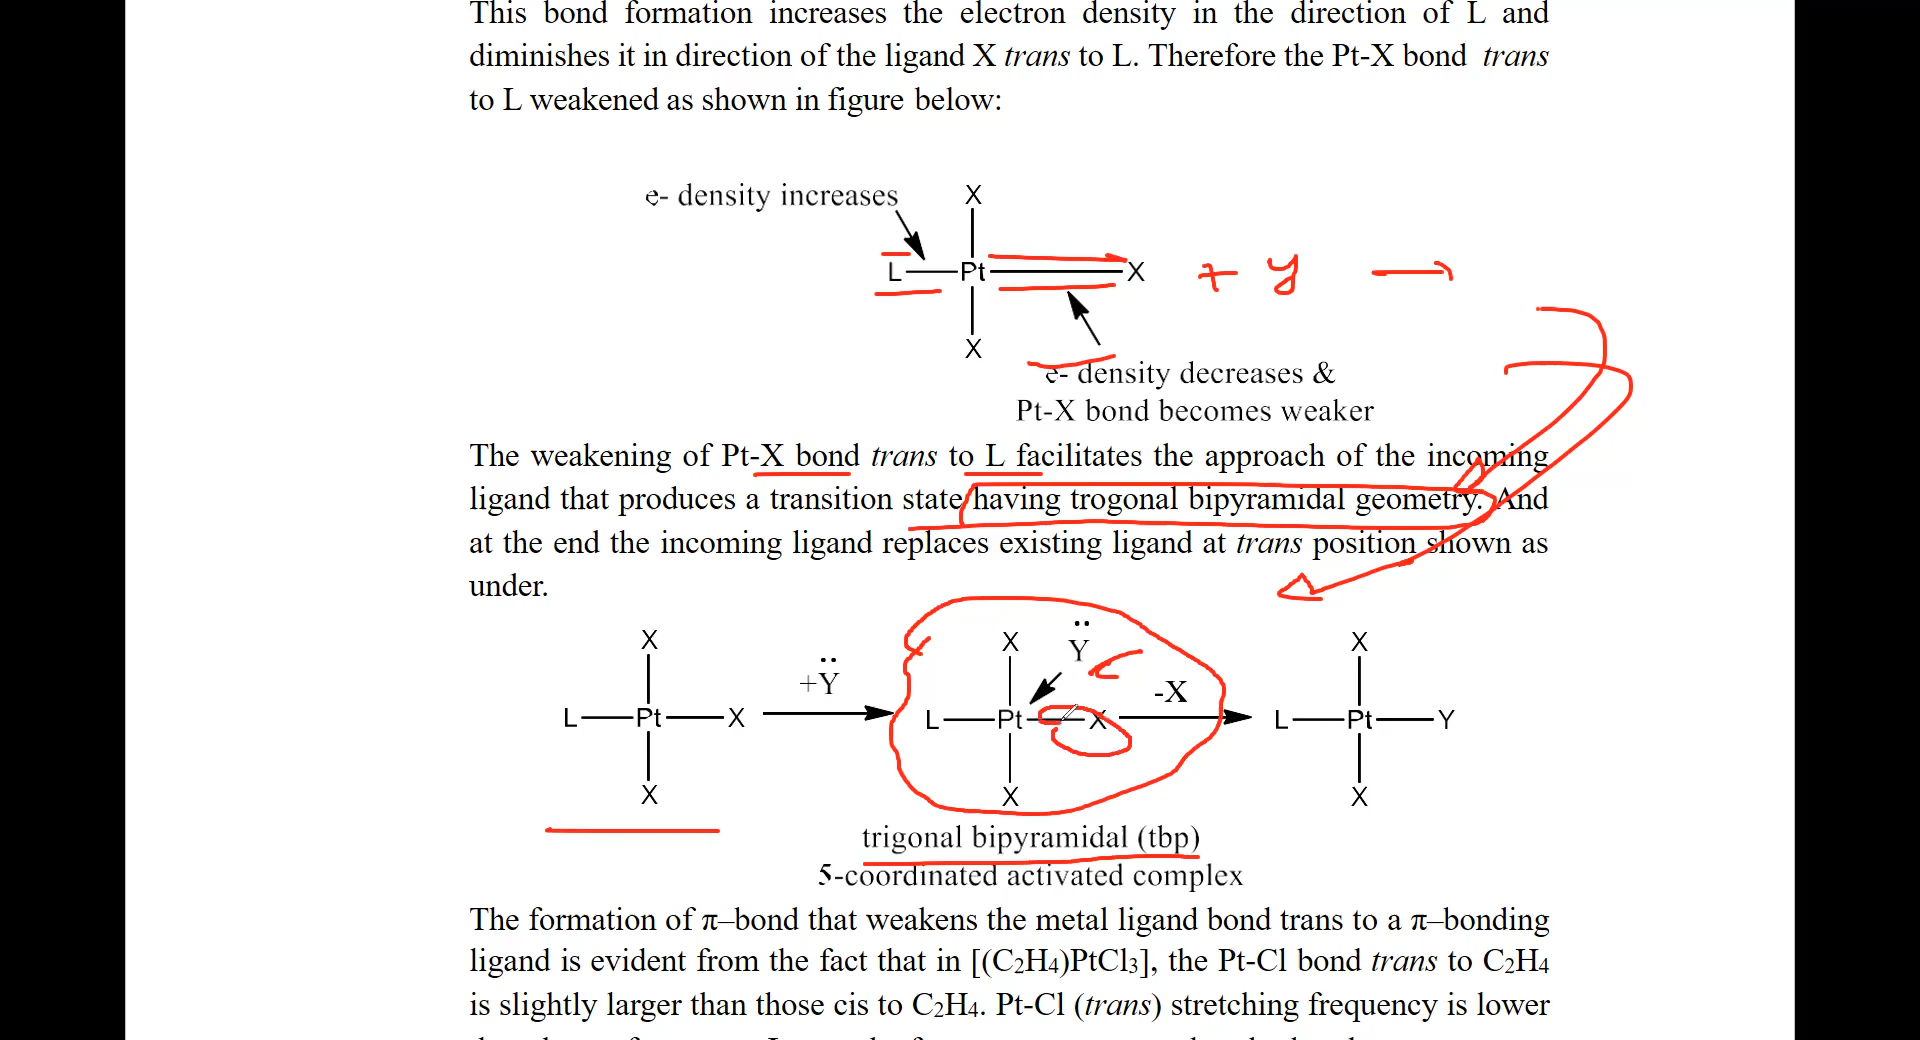 This bond formation increases the electron density in the direction of L and
diminishes it in direction of the ligand X trans to L. Therefore the Pt-X bond trans
to L weakened as shown in figure below:
e- density increases
X
L Pt X + y
X
e- density decreases &
Pt-X bond becomes weaker
The weakening of Pt-X bond trans to L facilitates the approach of the incoming
ligand that produces a transition state having trogonal bipyramidal geometry. And
at the end the incoming ligand replaces existing ligand at trans position shown as
under.
X X Y X
+Y -X
L Pt X L Pt X L Pt Y
X X X
trigonal bipyramidal (tbp)
5-coordinated activated complex
The formation of π–bond that weakens the metal ligand bond trans to a π–bonding
ligand is evident from the fact that in [(C₂H₄)PtCl₃], the Pt-Cl bond trans to C₂H₄
is slightly larger than those cis to C₂H₄. Pt-Cl (trans) stretching frequency is lower